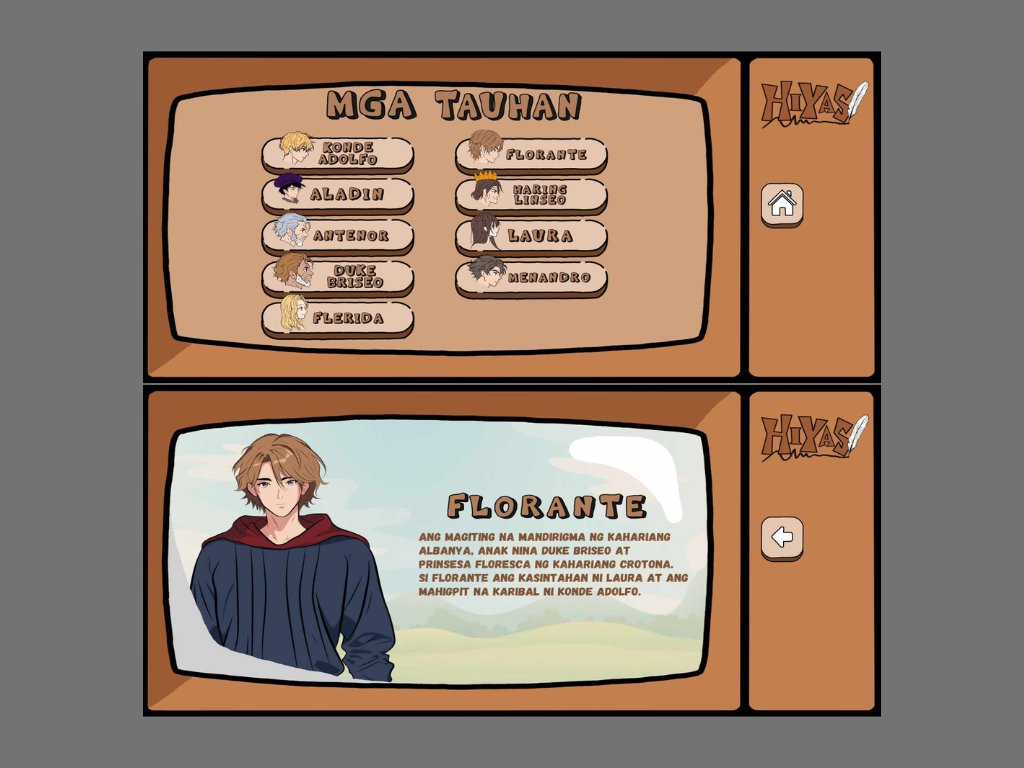 MGA TAUHAN
HIYAS
KONDE
ADOLFO
FLORANTE
ALADIN
HARING
LINSEO
ANTENOR
LAURA
DUKE
BRISEO
MENANDRO
FLERIDA
HIYAS
FLORANTE
ANG MAGITING NA MANDIRIGMA NG KAHARIANG
ALBANYA, ANAK NINA DUKE BRISEO AT
PRINSESA FLORESCA NG KAHARIANG CROTONA.
SI FLORANTE ANG KASINTAHAN NI LAURA AT ANG
MAHIGPIT NA KARIBAL NI KONDE ADOLFO.